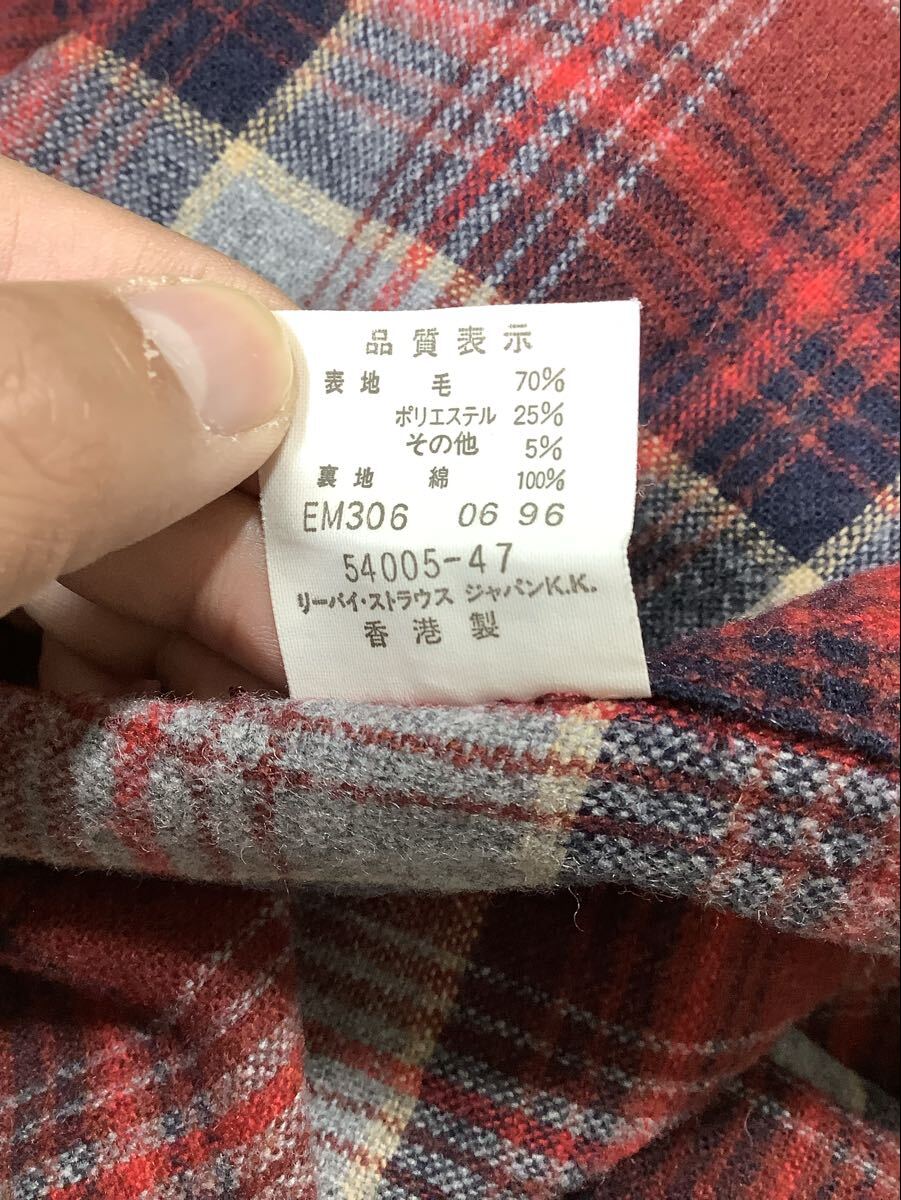 品質表示
表地 毛 70%
ポリエステル 25%
その他 5%
裏地 綿 100%
EM306 06 96
54005-47
リーバイ・ストラウス ジャパンK.K.
香港製